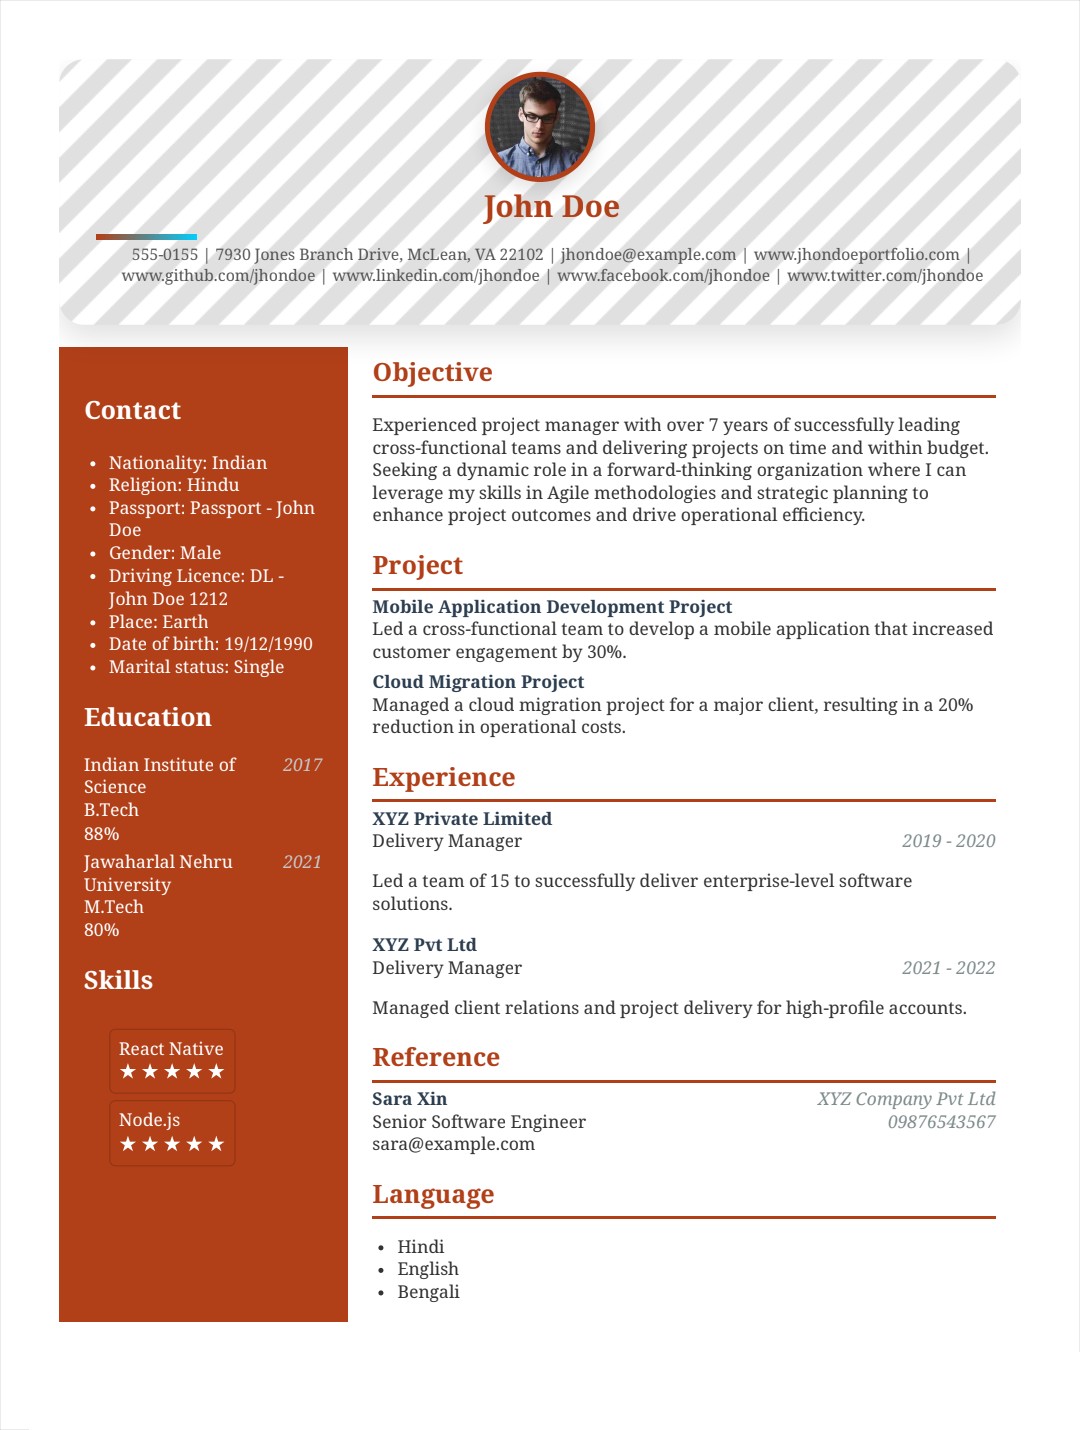 John Doe
555-0155 | 7930 Jones Branch Drive, McLean, VA 22102 | jhondoe@example.com | www.jhondoeportfolio.com |
www.github.com/jhondoe | www.linkedin.com/jhondoe | www.facebook.com/jhondoe | www.twitter.com/jhondoe
Contact
• Nationality: Indian
• Religion: Hindu
• Passport: Passport - John
Doe
• Gender: Male
• Driving Licence: DL -
John Doe 1212
• Place: Earth
• Date of birth: 19/12/1990
• Marital status: Single
Education
Indian Institute of 2017
Science
B.Tech
88%
Jawaharlal Nehru 2021
University
M.Tech
80%
Skills
React Native
★ ★ ★ ★ ★
Node.js
★ ★ ★ ★ ★
Objective
Experienced project manager with over 7 years of successfully leading
cross-functional teams and delivering projects on time and within budget.
Seeking a dynamic role in a forward-thinking organization where I can
leverage my skills in Agile methodologies and strategic planning to
enhance project outcomes and drive operational efficiency.
Project
Mobile Application Development Project
Led a cross-functional team to develop a mobile application that increased
customer engagement by 30%.
Cloud Migration Project
Managed a cloud migration project for a major client, resulting in a 20%
reduction in operational costs.
Experience
XYZ Private Limited
Delivery Manager 2019 - 2020
Led a team of 15 to successfully deliver enterprise-level software
solutions.
XYZ Pvt Ltd
Delivery Manager 2021 - 2022
Managed client relations and project delivery for high-profile accounts.
Reference
Sara Xin XYZ Company Pvt Ltd
Senior Software Engineer 09876543567
sara@example.com
Language
• Hindi
• English
• Bengali